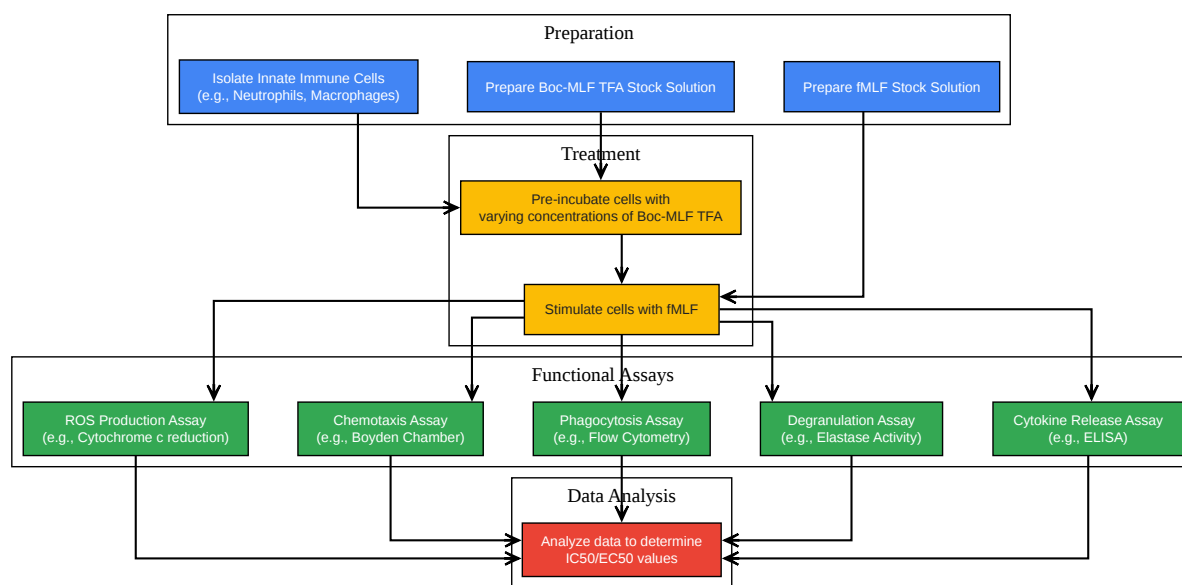 Preparation
Isolate Innate Immune Cells
(e.g., Neutrophils, Macrophages)
Prepare Boc-MLF TFA Stock Solution
Prepare fMLF Stock Solution
Treatment
Pre-incubate cells with
varying concentrations of Boc-MLF TFA
Stimulate cells with fMLF
Functional Assays
ROS Production Assay
(e.g., Cytochrome c reduction)
Chemotaxis Assay
(e.g., Boyden Chamber)
Phagocytosis Assay
(e.g., Flow Cytometry)
Degranulation Assay
(e.g., Elastase Activity)
Cytokine Release Assay
(e.g., ELISA)
Data Analysis
Analyze data to determine
IC50/EC50 values